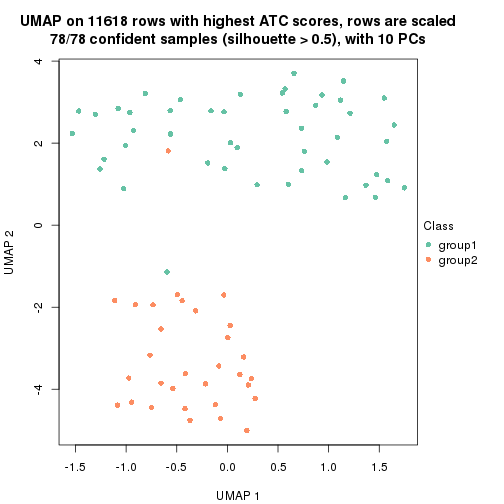 UMAP on 11618 rows with highest ATC scores, rows are scaled
78/78 confident samples (silhouette > 0.5), with 10 PCs
4
2
0
-2
-4
UMAP 2
-1.5 -1.0 -0.5 0.0 0.5 1.0 1.5
UMAP 1
Class
group1
group2